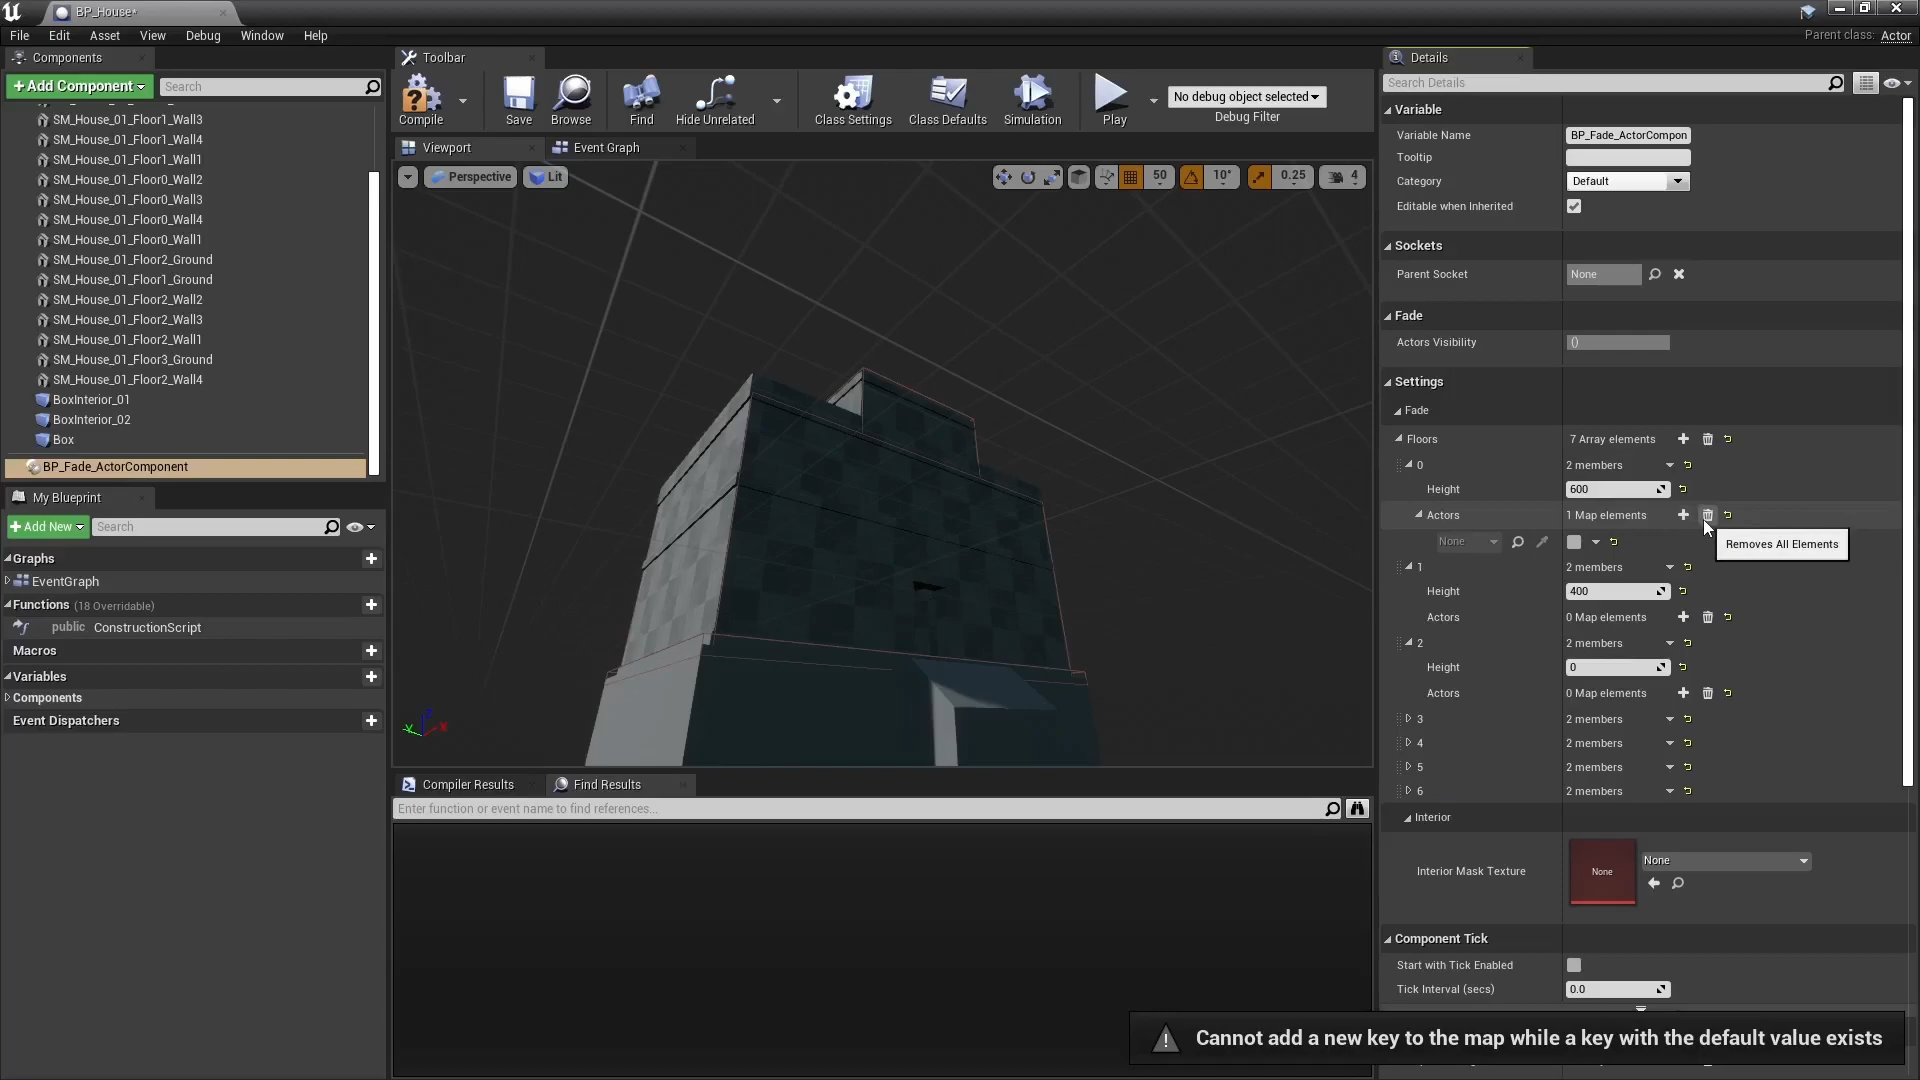 BP_House*
File Edit Asset View Debug Window Help
Parent class: Actor
Components
+ Add Component
Search
SM_House_01_Floor1_Wall3
SM_House_01_Floor1_Wall4
SM_House_01_Floor1_Wall1
SM_House_01_Floor0_Wall2
SM_House_01_Floor0_Wall3
SM_House_01_Floor0_Wall4
SM_House_01_Floor0_Wall1
SM_House_01_Floor2_Ground
SM_House_01_Floor1_Ground
SM_House_01_Floor2_Wall2
SM_House_01_Floor2_Wall3
SM_House_01_Floor2_Wall1
SM_House_01_Floor3_Ground
SM_House_01_Floor2_Wall4
BoxInterior_01
BoxInterior_02
Box
BP_Fade_ActorComponent
My Blueprint
+ Add New
Search
Graphs
EventGraph
Functions (18 Overridable)
public ConstructionScript
Macros
Variables
Components
Event Dispatchers
Toolbar
Compile Save Browse Find Hide Unrelated Class Settings Class Defaults Simulation Play
No debug object selected
Debug Filter
Viewport Event Graph
Perspective Lit
50 10° 0.25 4
Compiler Results Find Results
Enter function or event name to find references...
Details
Search Details
Variable
Variable Name BP_Fade_ActorCompon
Tooltip
Category Default
Editable when Inherited
Sockets
Parent Socket None
Fade
Actors Visibility ()
Settings
Fade
Floors 7 Array elements
0 2 members
Height 600
Actors 1 Map elements
None
Removes All Elements
1 2 members
Height 400
Actors 0 Map elements
2 2 members
Height 0
Actors 0 Map elements
3 2 members
4 2 members
5 2 members
6 2 members
Interior
Interior Mask Texture None None
Component Tick
Start with Tick Enabled
Tick Interval (secs) 0.0
Cannot add a new key to the map while a key with the default value exists